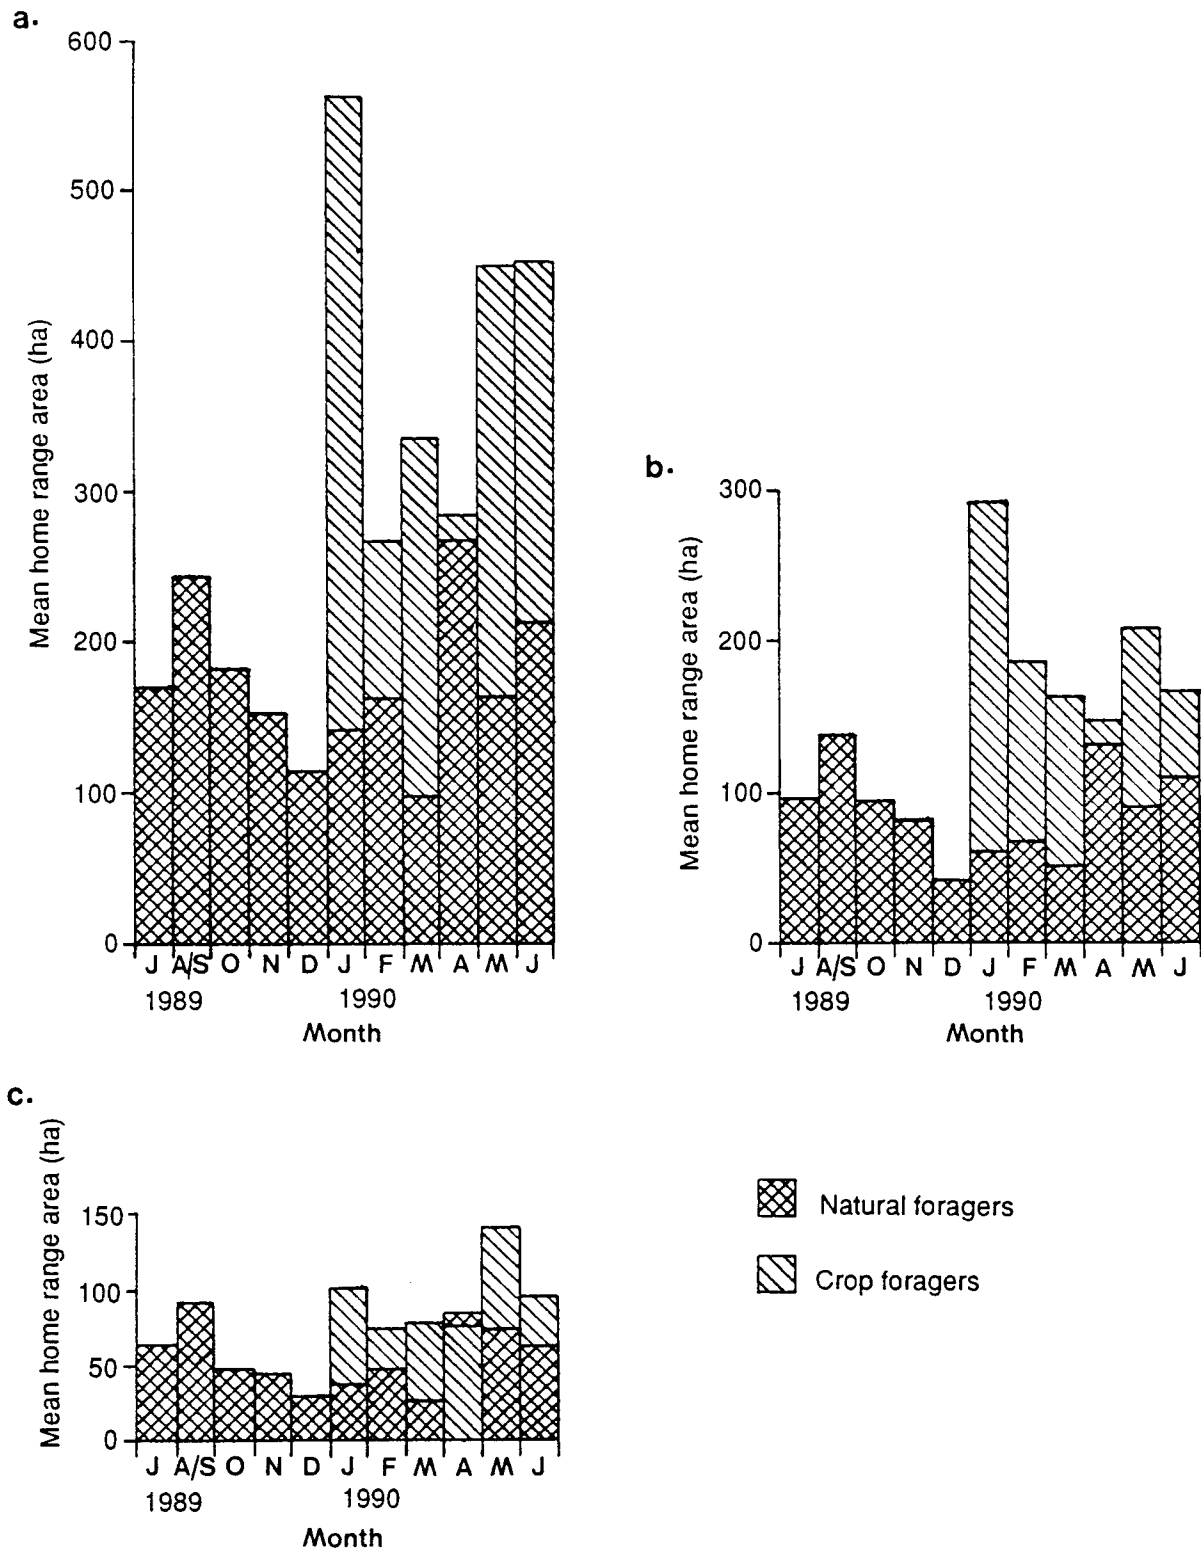 a.
600
500
400
300
200
100
0
Mean home range area (ha)
J A/S O N D J F M A M J
1989 1990
Month
b.
300
200
100
0
Mean home range area (ha)
J A/S O N D J F M A M J
1989 1990
Month
c.
150
100
50
0
Mean home range area (ha)
J A/S O N D J F M A M J
1989 1990
Month
Natural foragers
Crop foragers